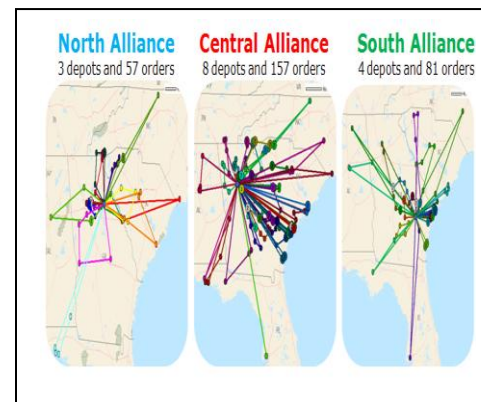 North Alliance
3 depots and 57 orders
Central Alliance
8 depots and 157 orders
South Alliance
4 depots and 81 orders